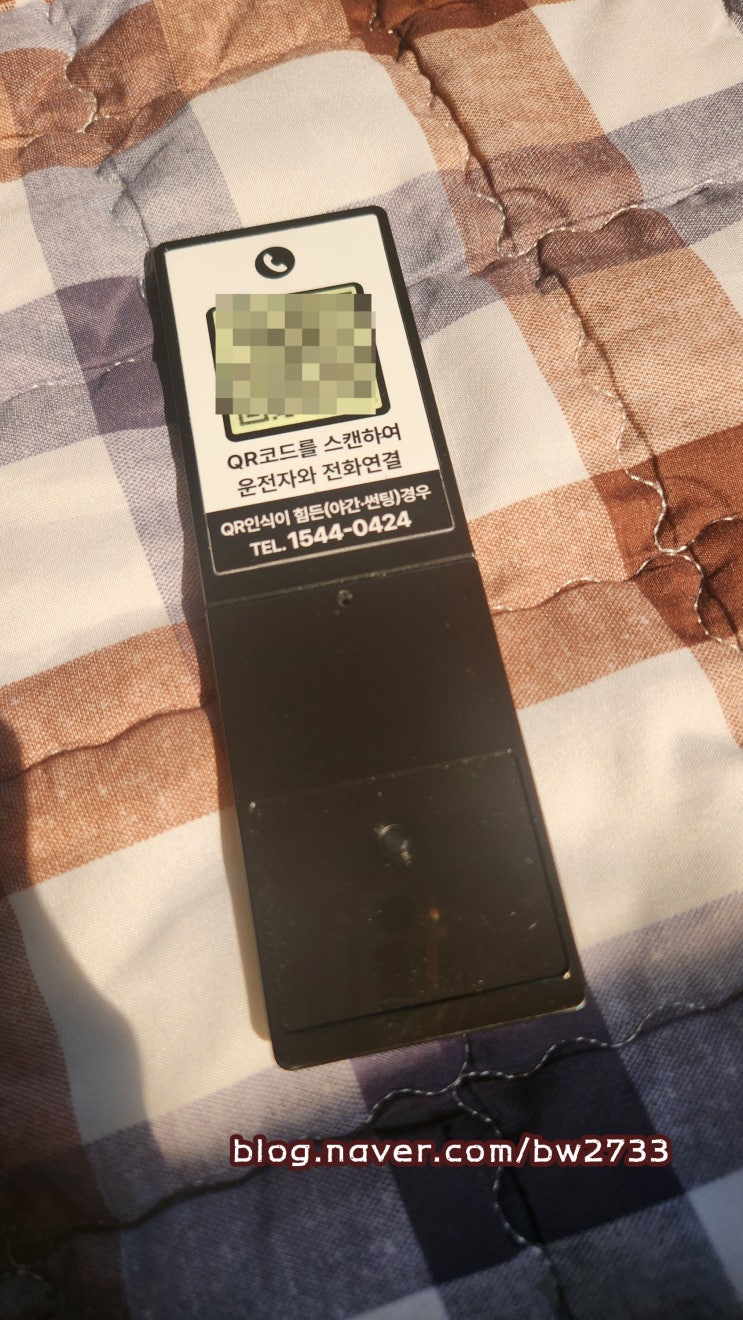 QR코드를 스캔하여
운전자와 전화연결
QR인식이 힘든(야간·썬팅)경우
TEL. 1544-0424
blog.naver.com/bw2733